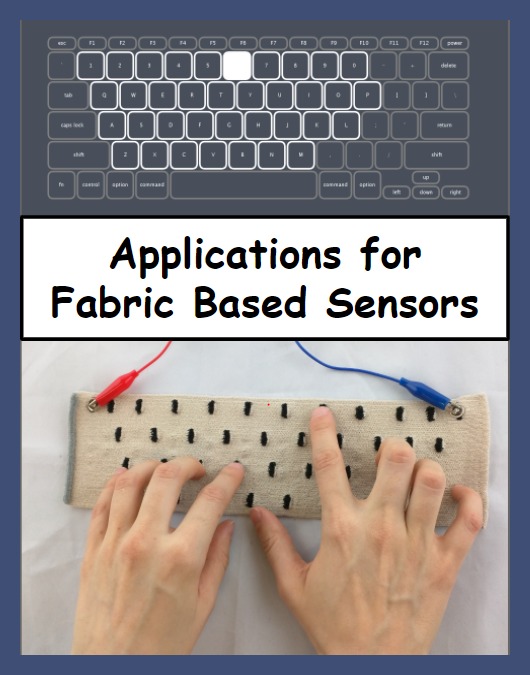 esc F1 F2 F3 F4 F5 F6 F7 F8 F9 F10 F11 F12 power
` 1 2 3 4 5 7 8 9 0 - = delete
tab Q W E R T Y U I O P [ ] \
caps lock A S D F G H J K L ; ' return
shift Z X C V B N M , . / shift
fn control option command command option left up down right
Applications for
Fabric Based Sensors